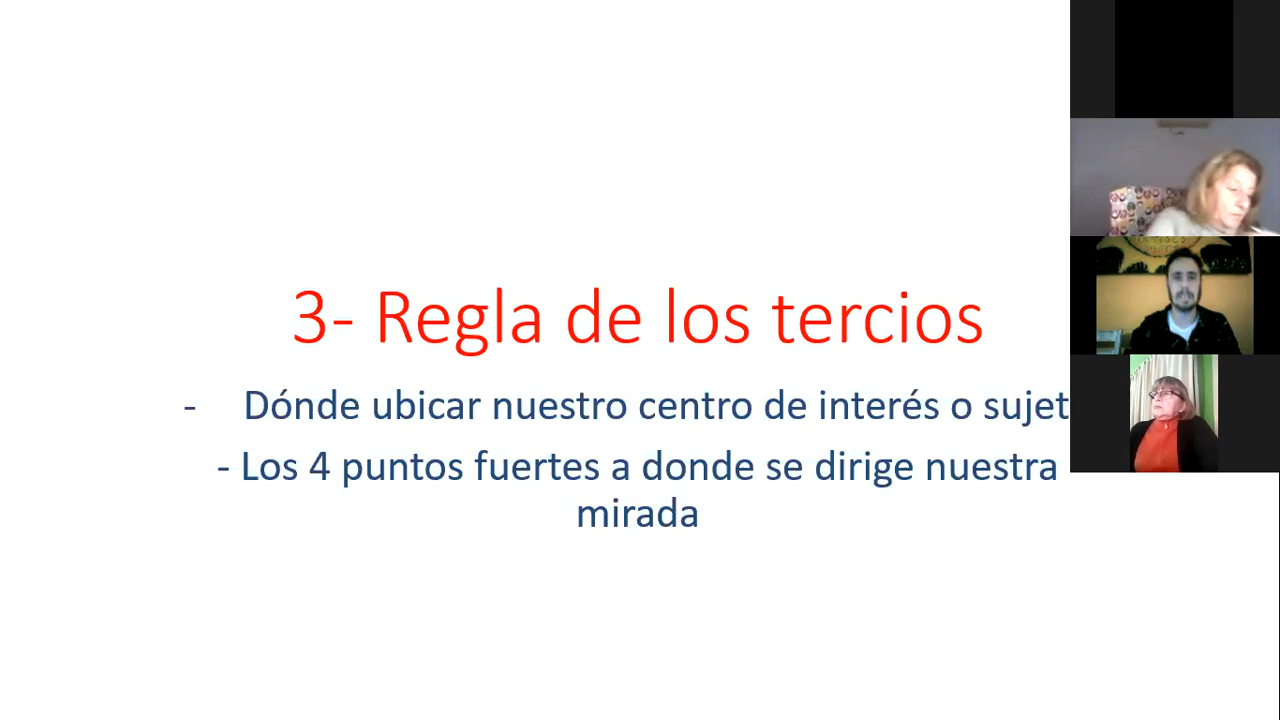 3- Regla de los tercios
- Dónde ubicar nuestro centro de interés o sujet
- Los 4 puntos fuertes a donde se dirige nuestra
mirada